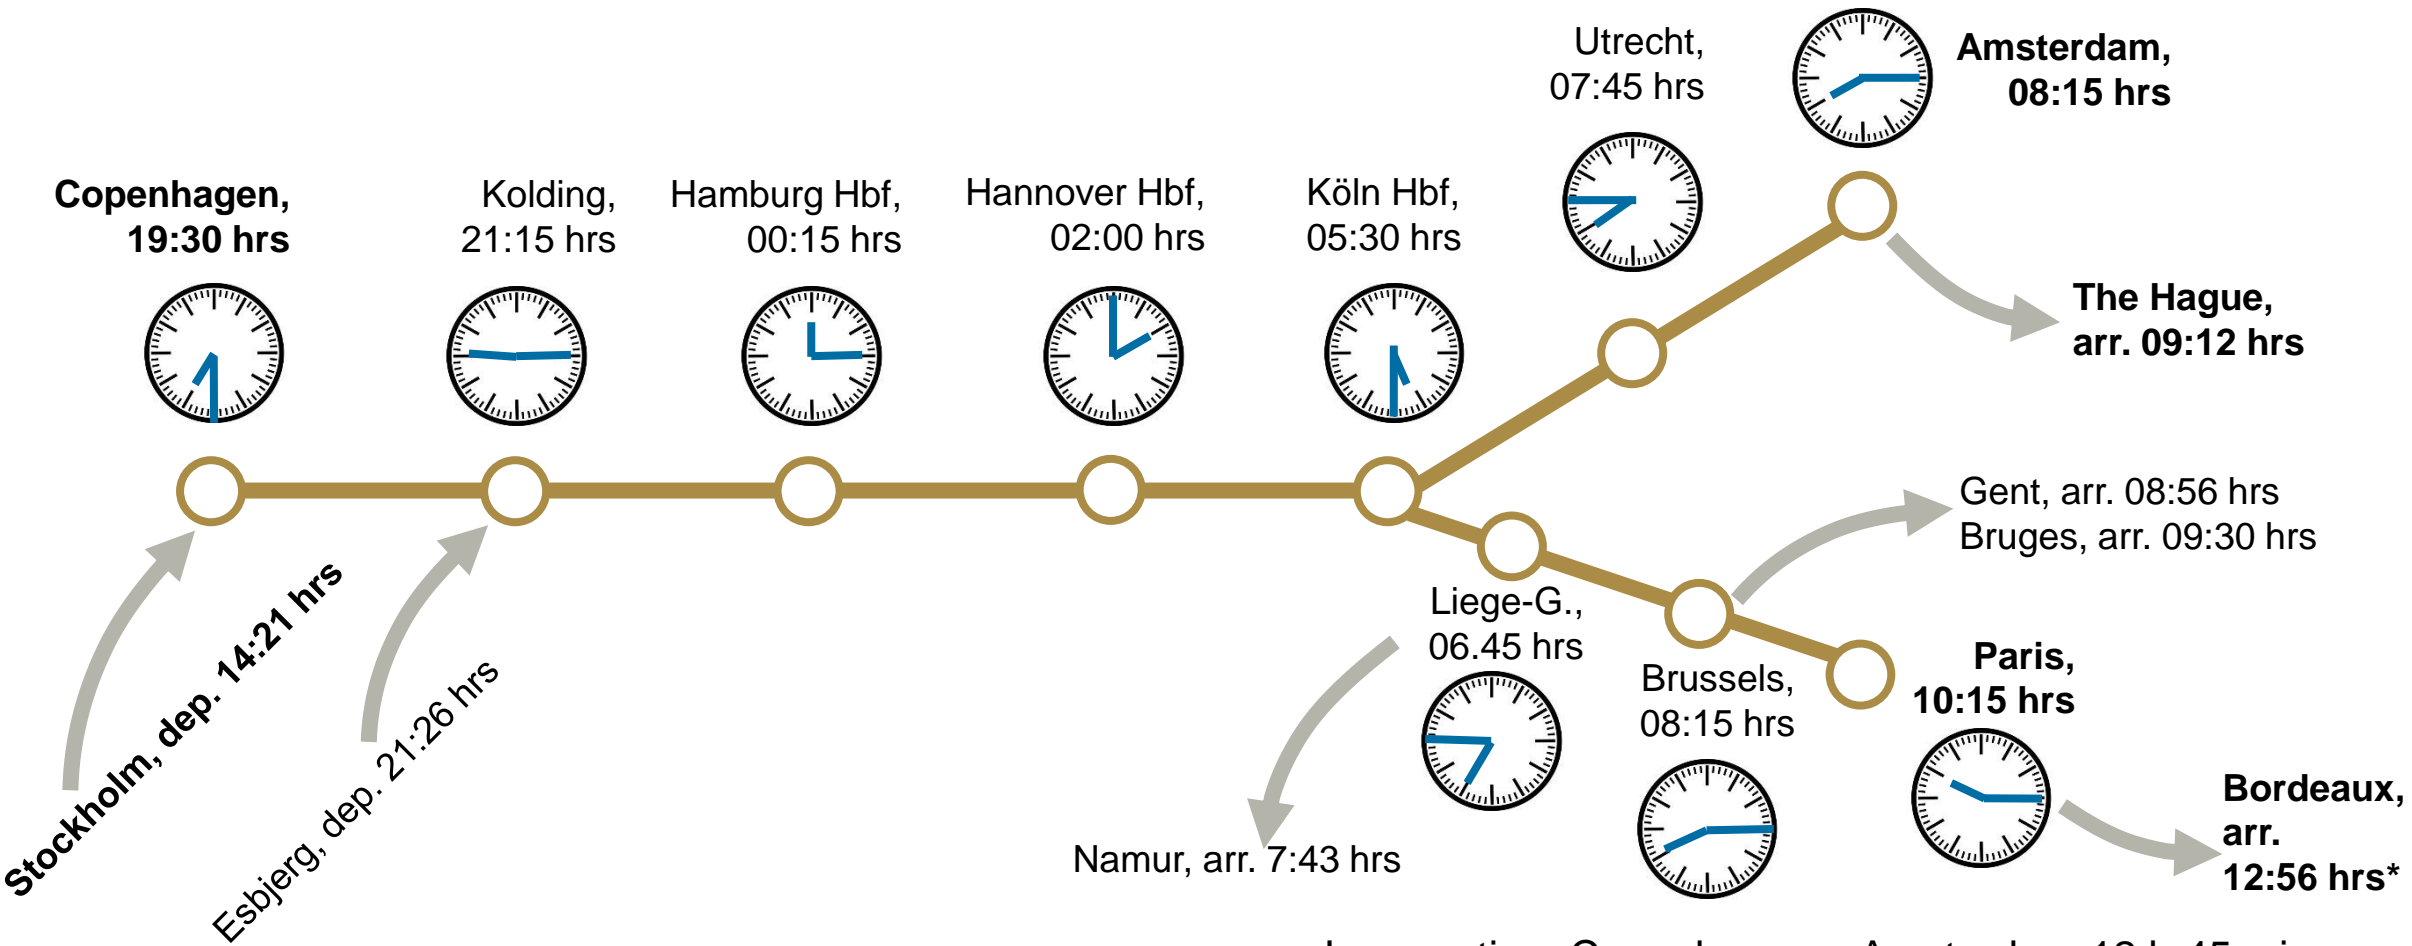 Utrecht,
07:45 hrs
Amsterdam,
08:15 hrs
Copenhagen,
19:30 hrs
Kolding,
21:15 hrs
Hamburg Hbf,
00:15 hrs
Hannover Hbf,
02:00 hrs
Köln Hbf,
05:30 hrs
The Hague,
arr. 09:12 hrs
Gent, arr. 08:56 hrs
Bruges, arr. 09:30 hrs
Stockholm, dep. 14:21 hrs
Esbjerg, dep. 21:26 hrs
Liege-G.,
06.45 hrs
Brussels,
08:15 hrs
Paris,
10:15 hrs
Namur, arr. 7:43 hrs
Bordeaux,
arr.
12:56 hrs*